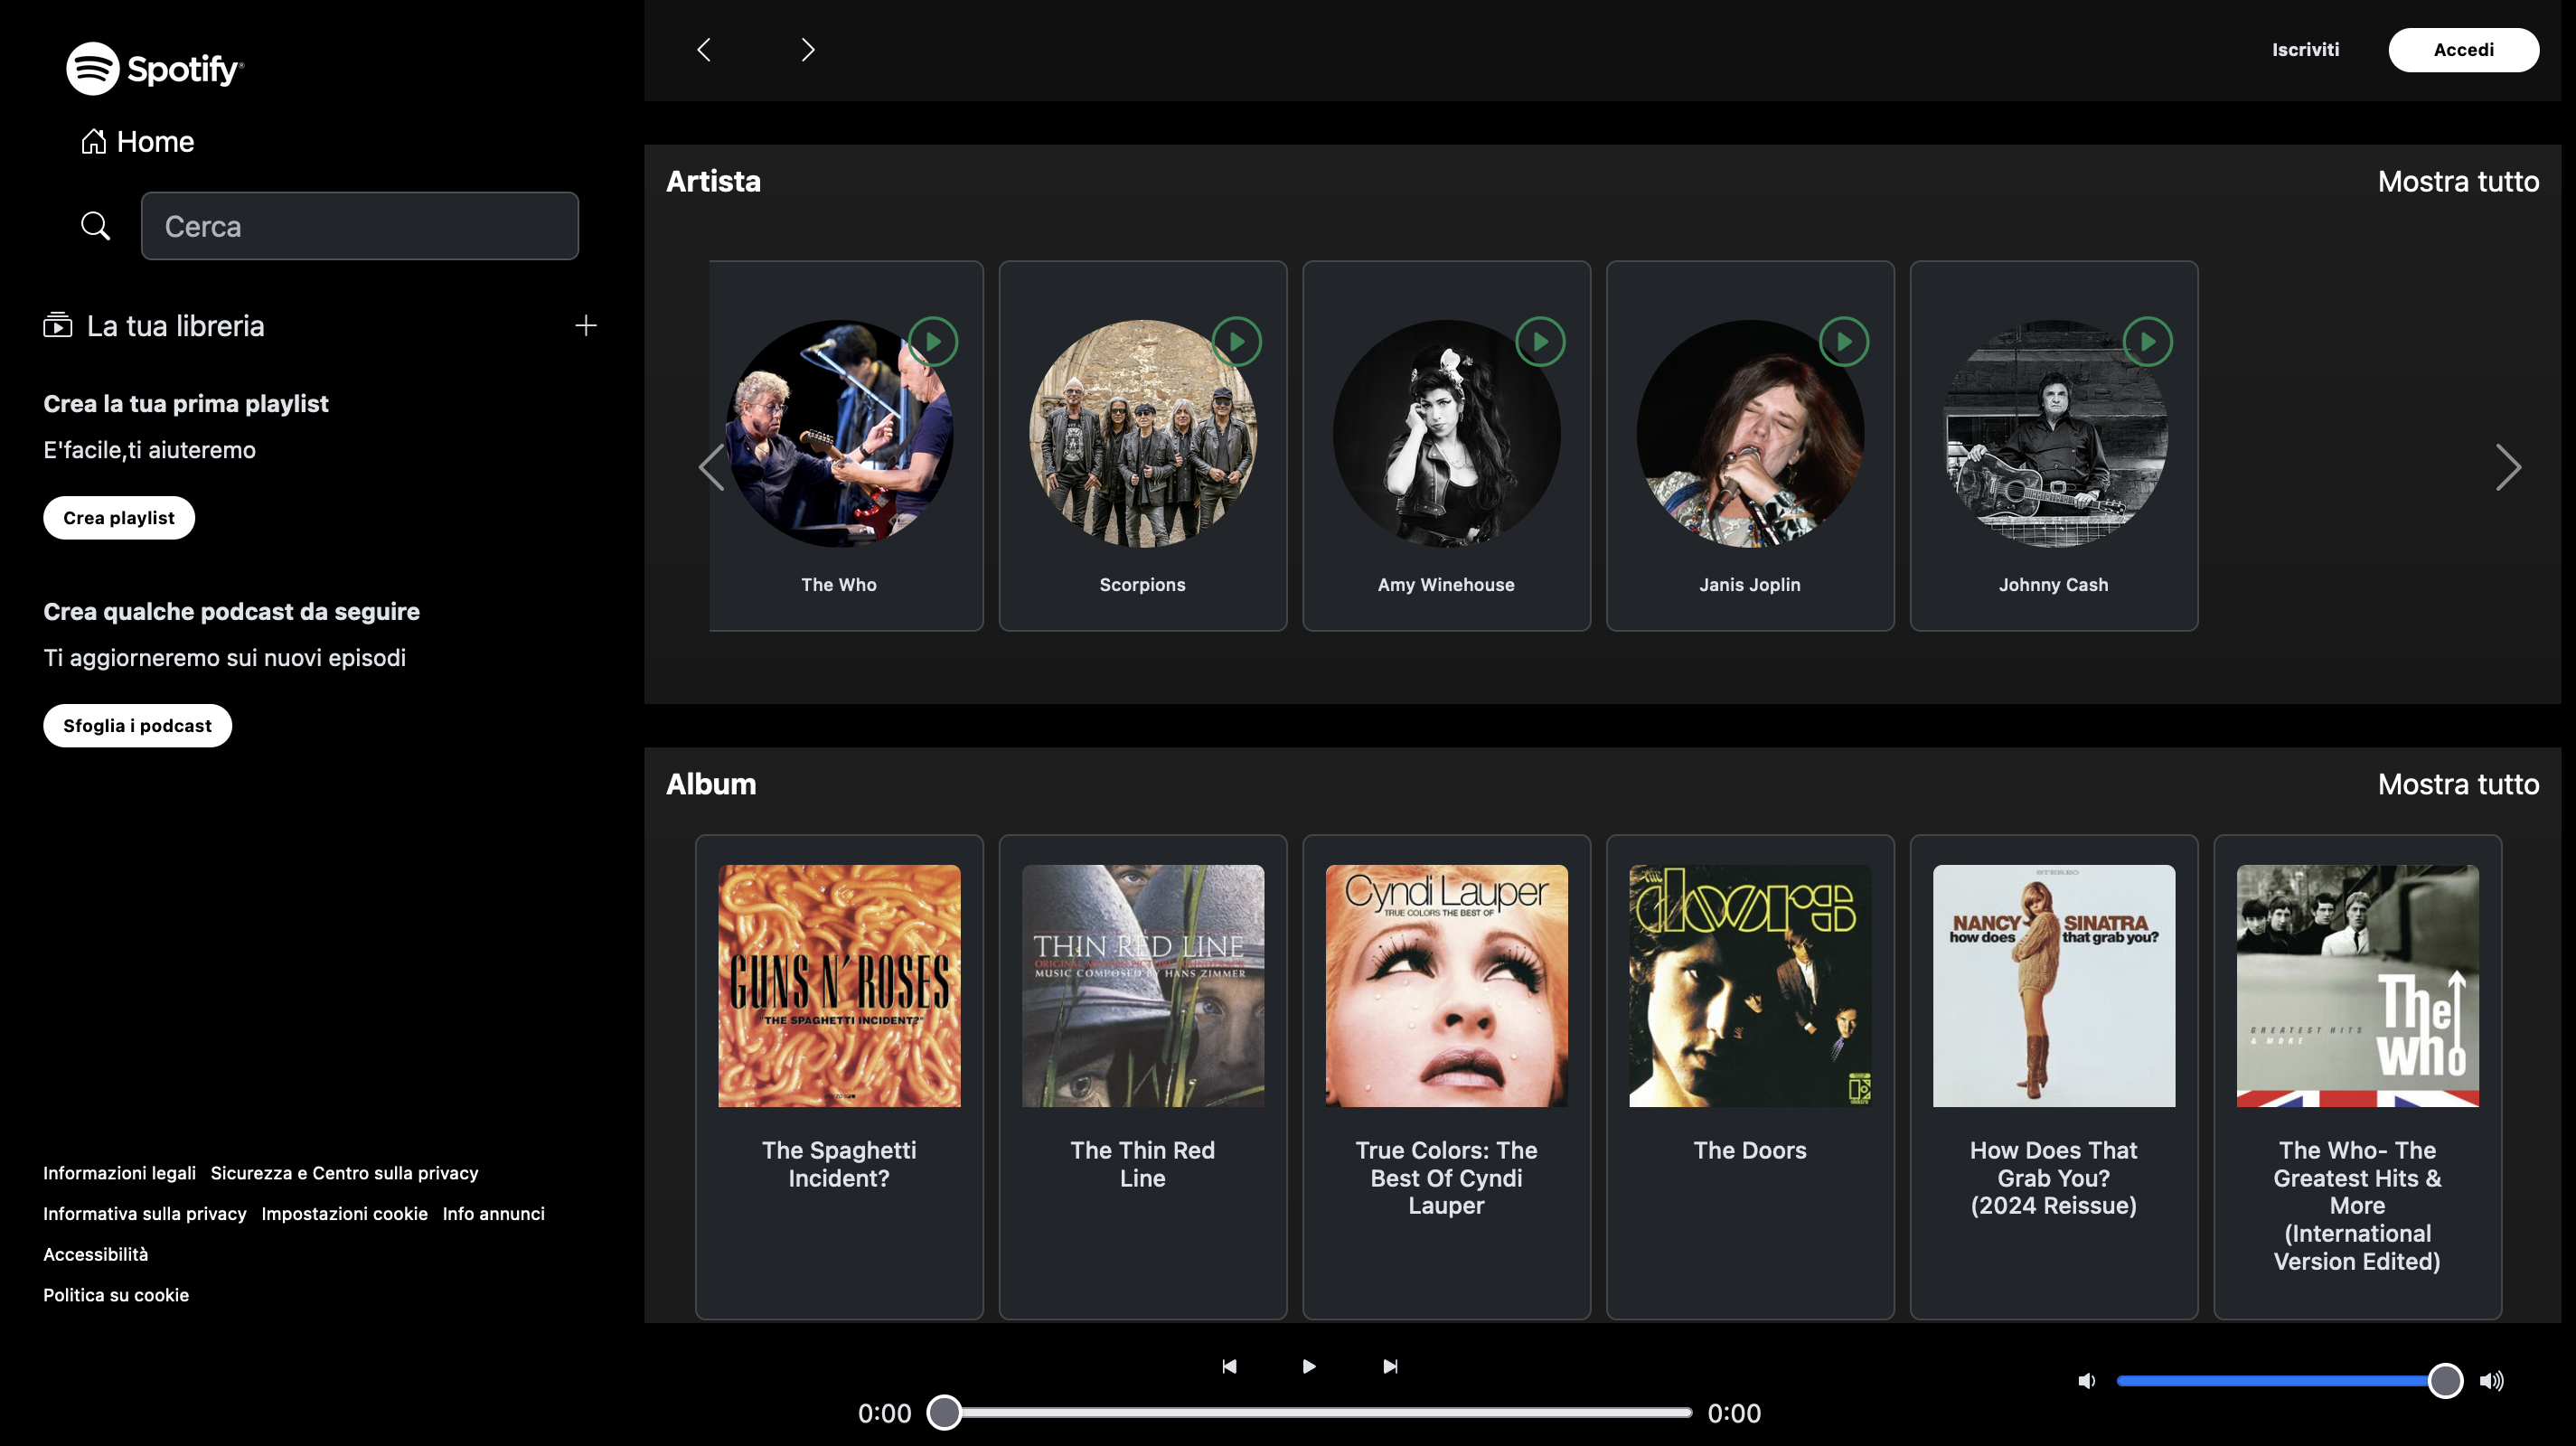 Spotify®
Home
Cerca
La tua libreria
Crea la tua prima playlist
E'facile,ti aiuteremo
Crea playlist
Crea qualche podcast da seguire
Ti aggiorneremo sui nuovi episodi
Sfoglia i podcast
Informazioni legali Sicurezza e Centro sulla privacy
Informativa sulla privacy Impostazioni cookie Info annunci
Accessibilità
Politica su cookie
Iscriviti Accedi
Artista Mostra tutto
The Who
Scorpions
Amy Winehouse
Janis Joplin
Johnny Cash
Album Mostra tutto
GUNS N' ROSES
"THE SPAGHETTI INCIDENT?"
The Spaghetti
Incident?
THIN RED LINE
MUSIC COMPOSED BY HANS ZIMMER
The Thin Red
Line
Cyndi Lauper
TRUE COLORS THE BEST OF
True Colors: The
Best Of Cyndi
Lauper
THE
doors
The Doors
STEREO
NANCY SINATRA
how does that grab you?
How Does That
Grab You?
(2024 Reissue)
The
who
GREATEST HITS
& MORE
The Who- The
Greatest Hits &
More
(International
Version Edited)
0:00 0:00